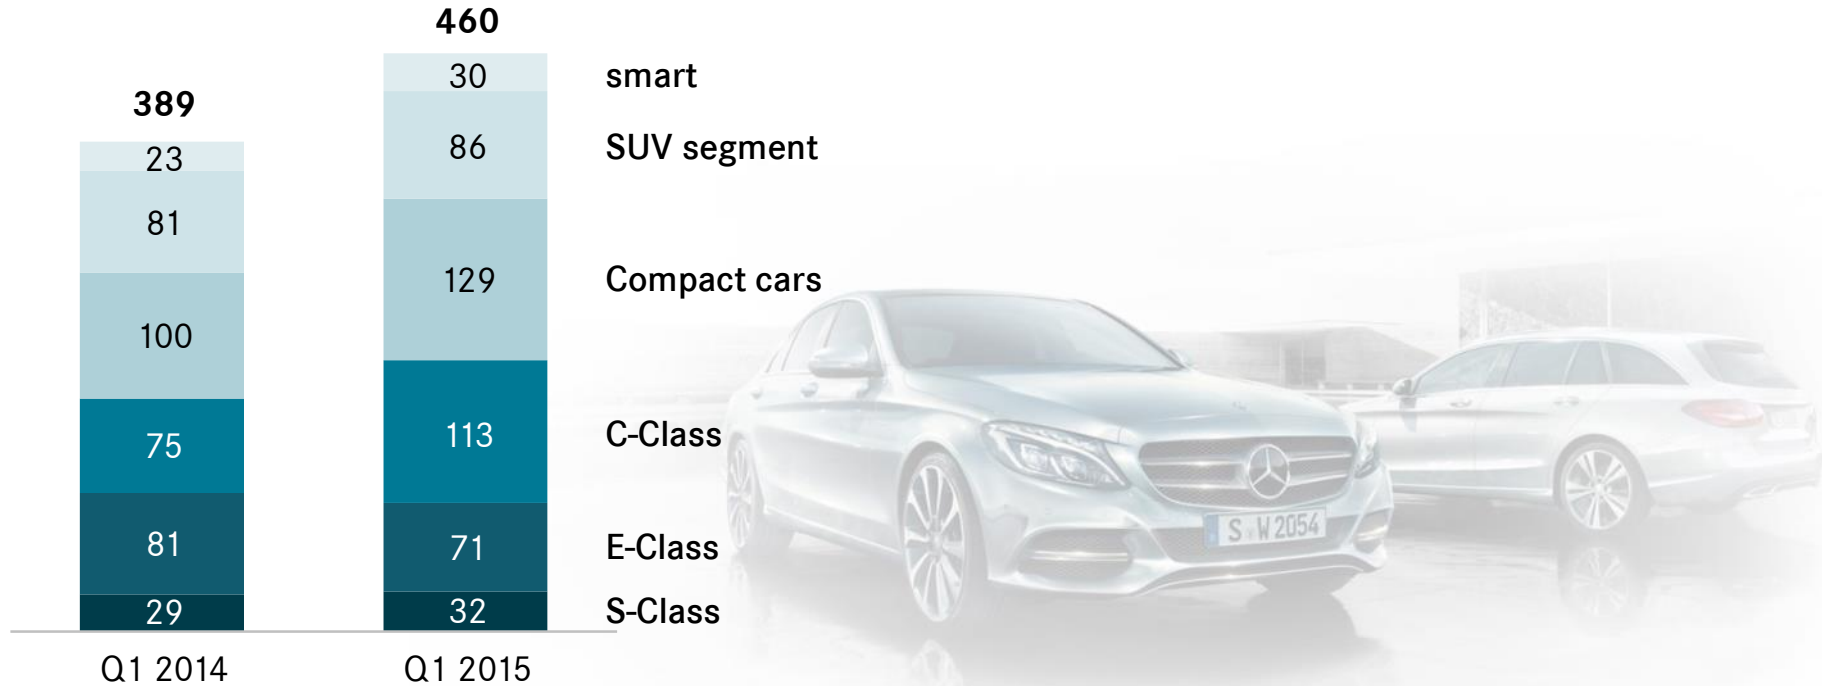 460
389
30 smart
23
86 SUV segment
81
129 Compact cars
100
113 C-Class
75
71 E-Class
81
32 S-Class
29
Q1 2014 Q1 2015
S W 2054